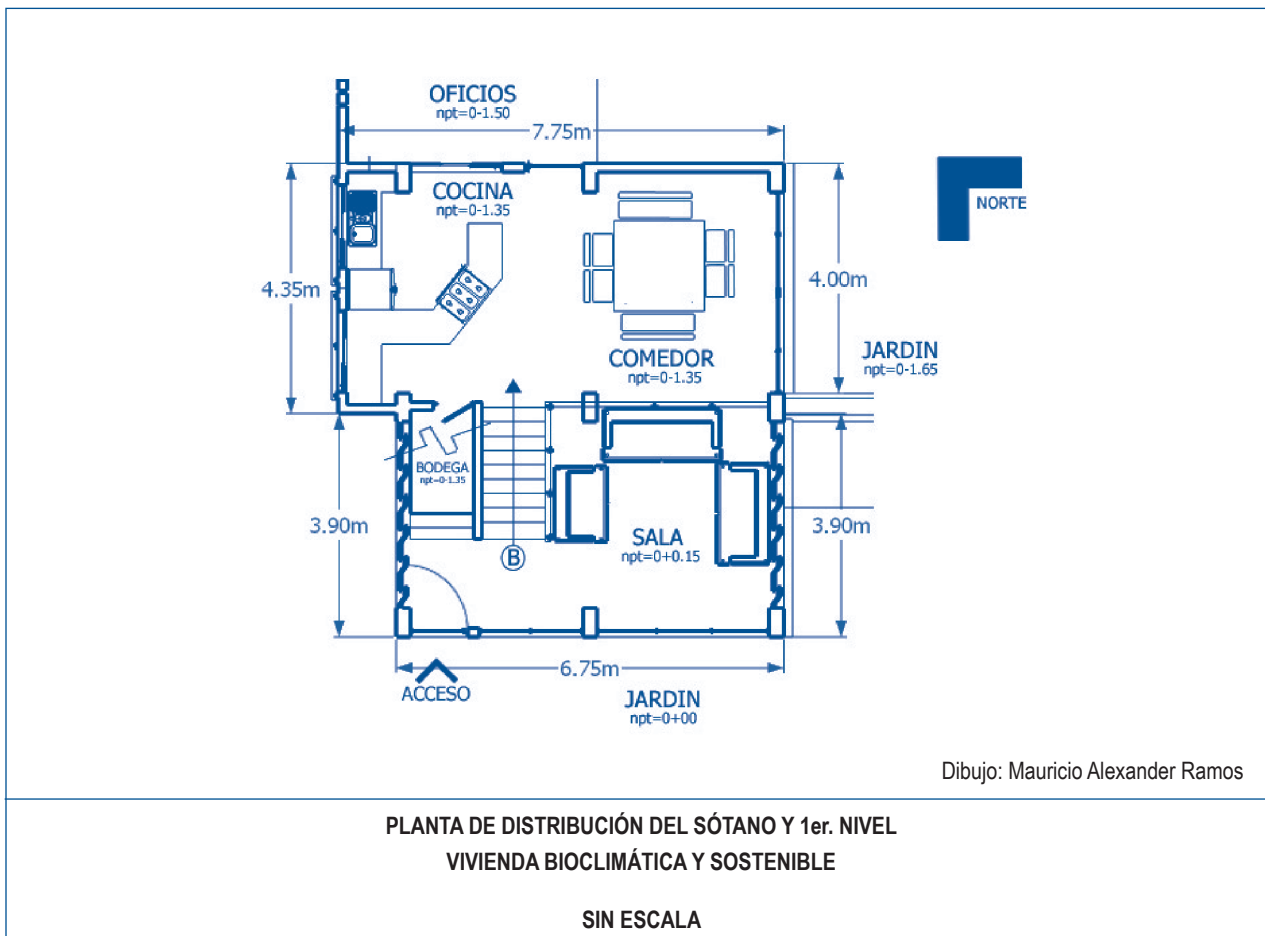 OFICIOS
npt=0-1.50
7.75m
COCINA
npt=0-1.35
NORTE
4.35m
4.00m
COMEDOR
npt=0-1.35
JARDIN
npt=0-1.65
BODEGA
npt=0-1.35
3.90m
SALA
npt=0+0.15
3.90m
B
6.75m
ACCESO
JARDIN
npt=0+00
Dibujo: Mauricio Alexander Ramos
PLANTA DE DISTRIBUCIÓN DEL SÓTANO Y 1er. NIVEL
VIVIENDA BIOCLIMÁTICA Y SOSTENIBLE
SIN ESCALA